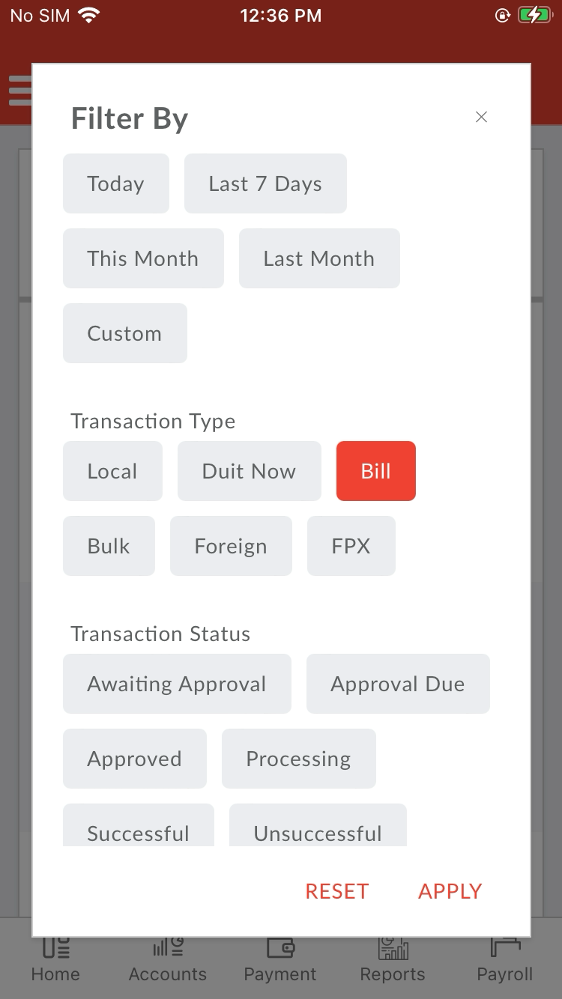 No SIM 12:36 PM
Filter By
Today Last 7 Days
This Month Last Month
Custom
Transaction Type
Local Duit Now Bill
Bulk Foreign FPX
Transaction Status
Awaiting Approval Approval Due
Approved Processing
Successful Unsuccessful
RESET APPLY
Home Accounts Payment Reports Payroll